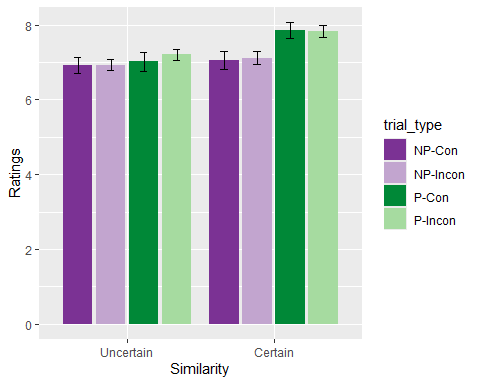 8
6
4
2
0
Ratings
Uncertain
Certain
Similarity
trial_type
NP-Con
NP-Incon
P-Con
P-Incon